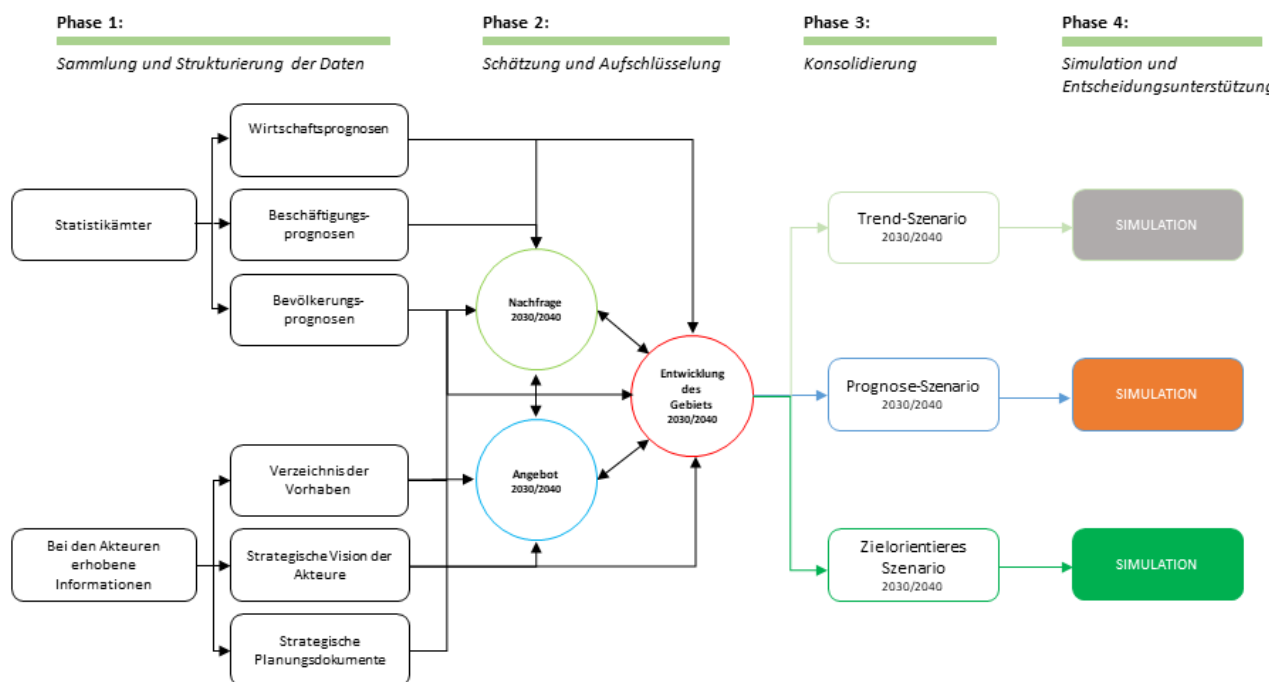 Phase 1:
Sammlung und Strukturierung der Daten
Phase 2:
Schätzung und Aufschlüsselung
Phase 3:
Konsolidierung
Phase 4:
Simulation und
Entscheidungsunterstützung
Wirtschaftsprognosen
Statistikämter
Beschäftigungs-
prognosen
Bevölkerungs-
prognosen
Nachfrage
2030/2040
Entwicklung
des
Gebiets
2030/2040
Angebot
2030/2040
Verzeichnis der
Vorhaben
Bei den Akteuren
erhobene
Informationen
Strategische Vision der
Akteure
Strategische
Planungsdokumente
Trend-Szenario
2030/2040
SIMULATION
Prognose-Szenario
2030/2040
SIMULATION
Zielorientieres
Szenario
2030/2040
SIMULATION